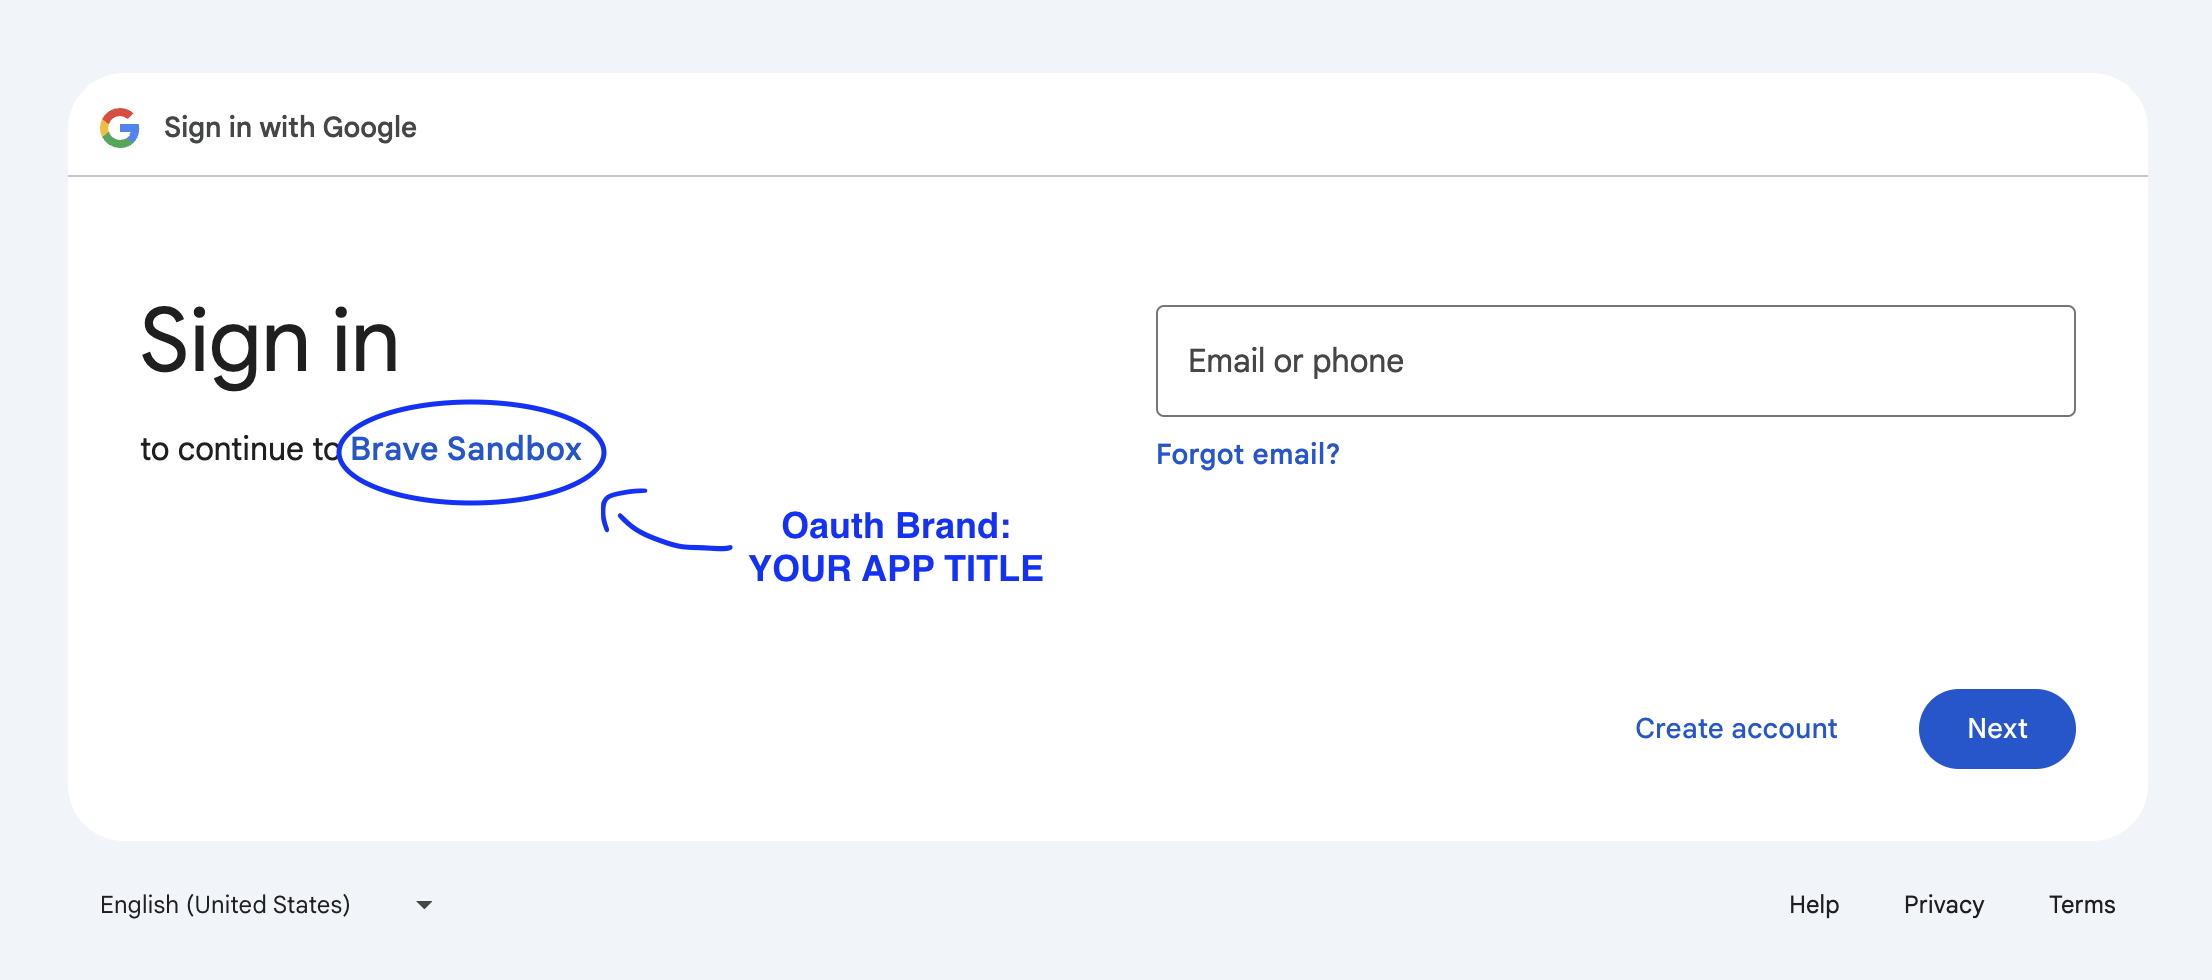 Sign in with Google
Sign in
to continue to Brave Sandbox
Oauth Brand:
YOUR APP TITLE
Email or phone
Forgot email?
Create account
Next
English (United States)
Help
Privacy
Terms